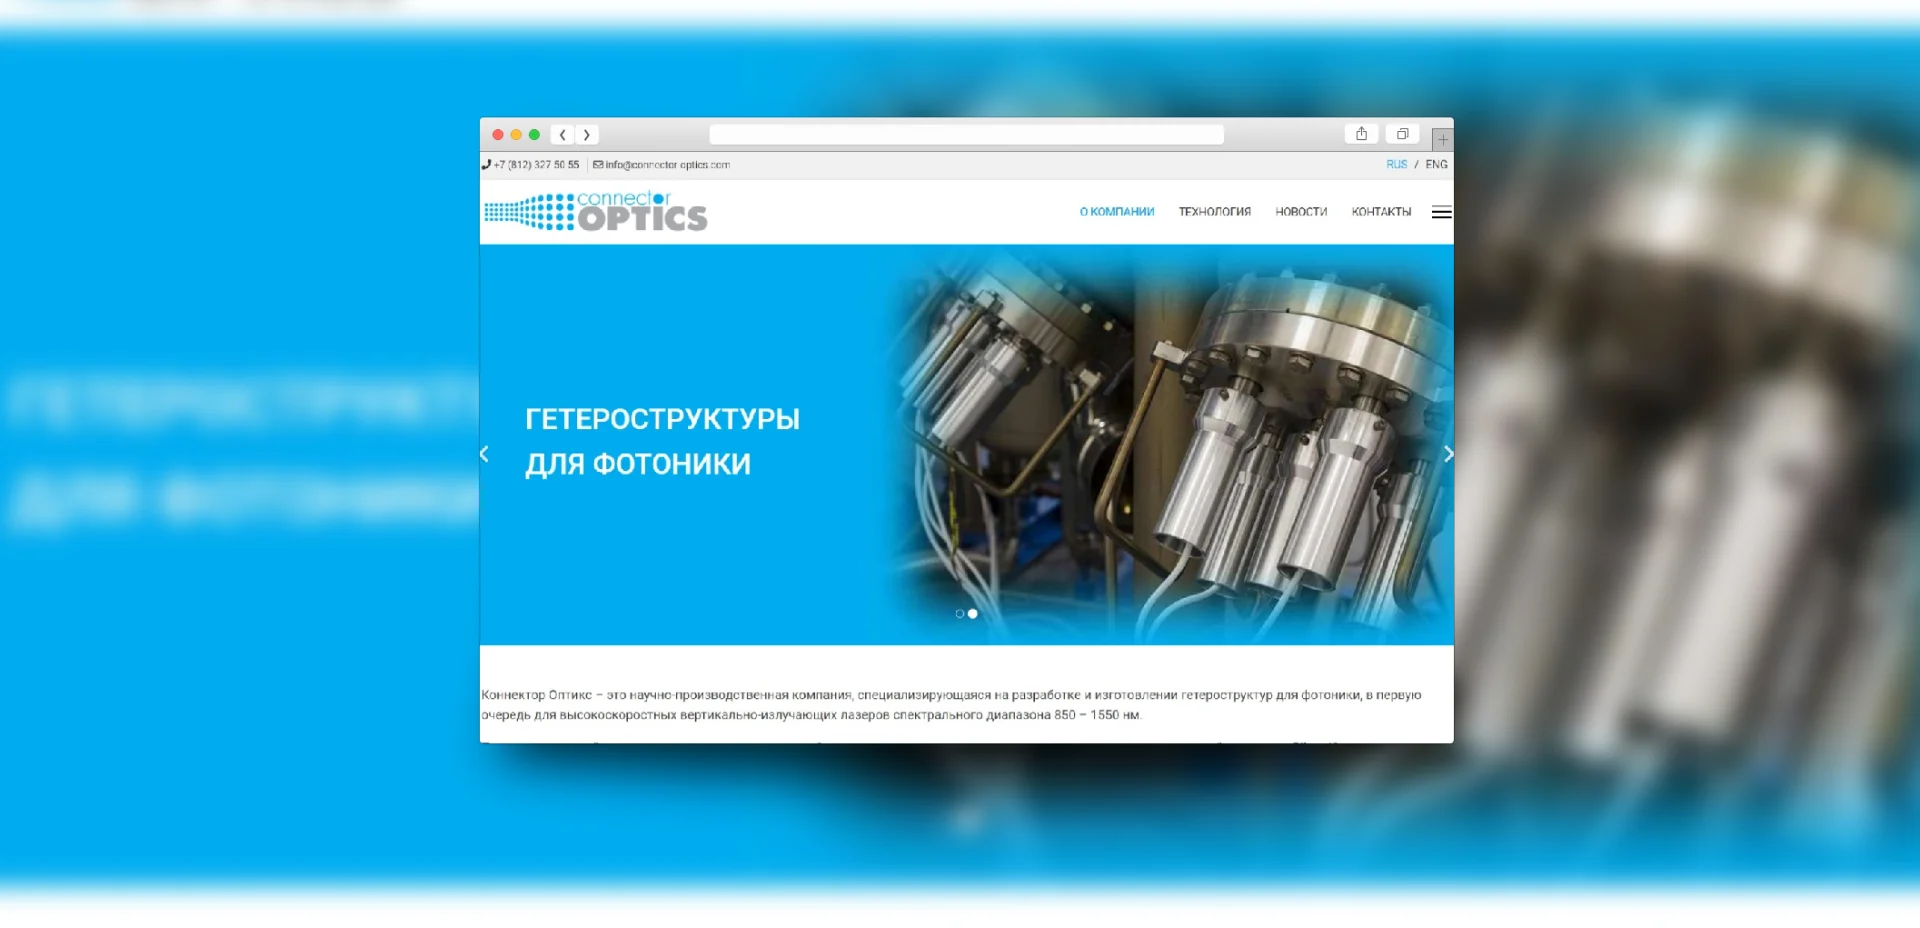 +7 (812) 327 50 55
info@connector-optics.com
RUS / ENG
connector
OPTICS
О КОМПАНИИ ТЕХНОЛОГИЯ НОВОСТИ КОНТАКТЫ
ГЕТЕРОСТРУКТУРЫ
ДЛЯ ФОТОНИКИ
Коннектор Оптикс – это научно-производственная компания, специализирующаяся на разработке и изготовлении гетероструктур для фотоники, в первую
очередь для высокоскоростных вертикально-излучающих лазеров спектрального диапазона 850 – 1550 нм.